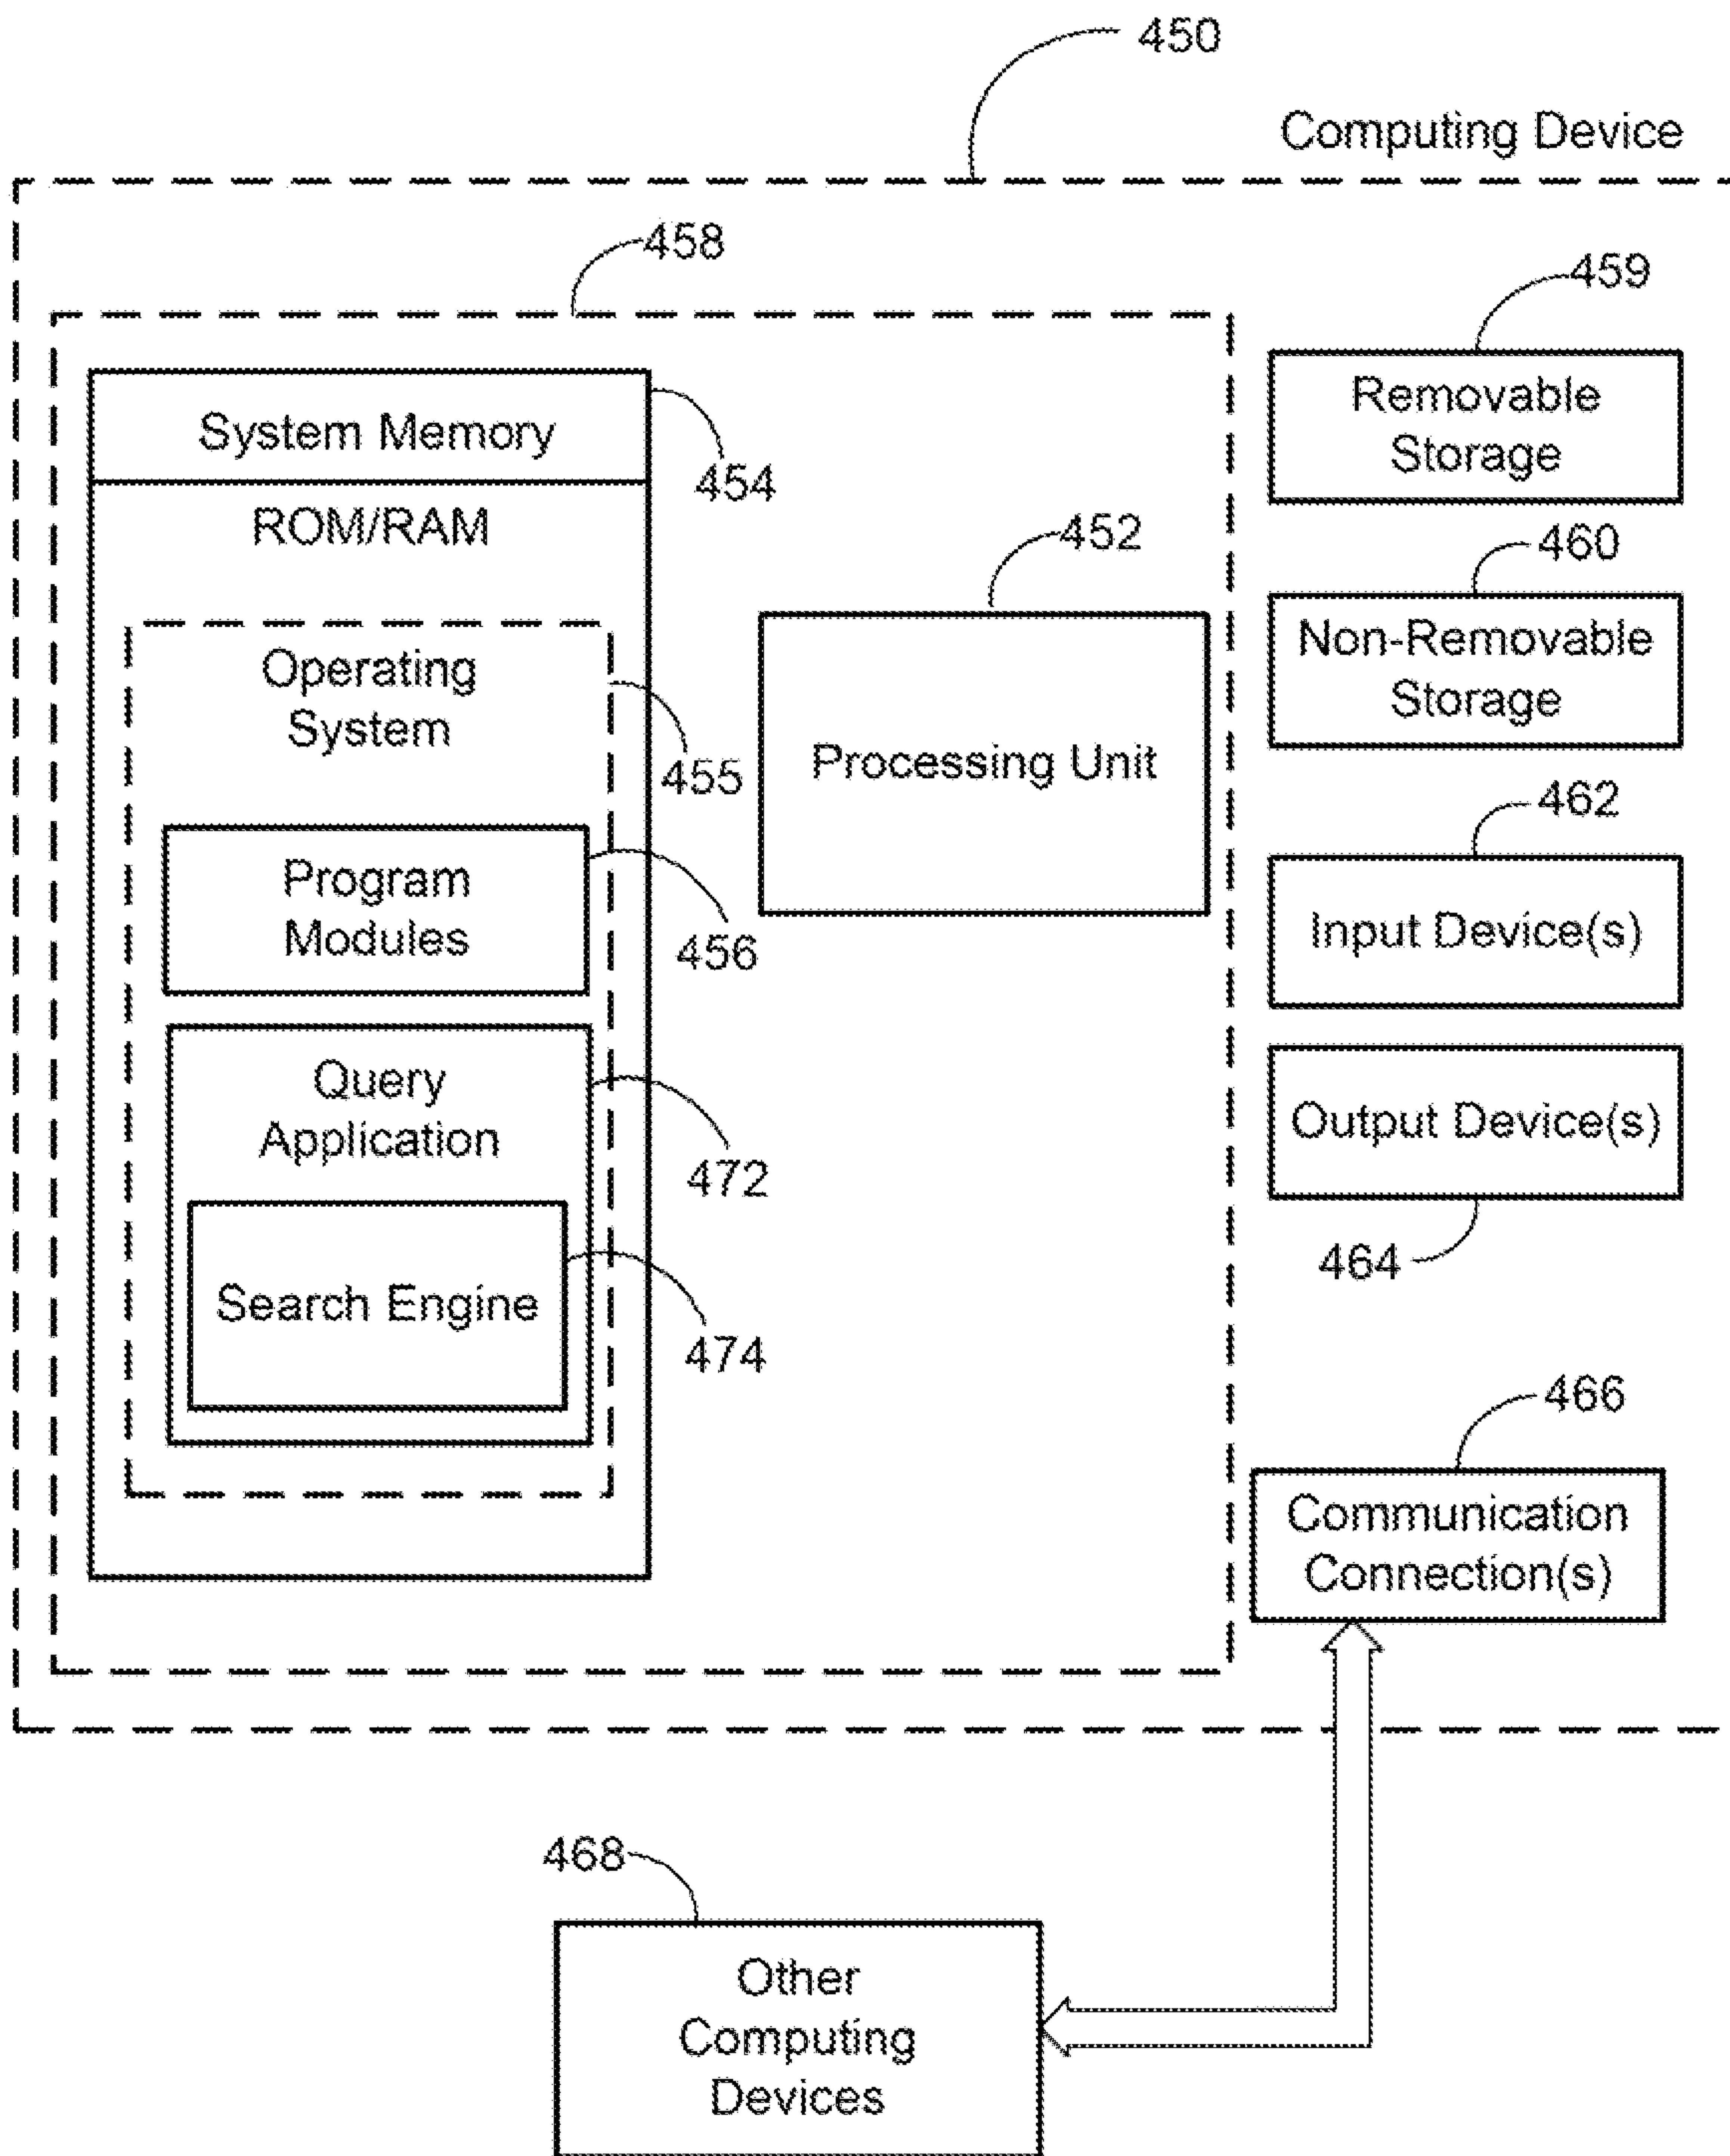 450
Computing Device
458
459
Removable
Storage
System Memory
454
ROM/RAM
452
460
Non-Removable
Storage
Operating
System
455
Processing Unit
462
Program
Modules
456
Input Device(s)
Query
Application
472
Output Device(s)
464
Search Engine
474
466
Communication
Connection(s)
468
Other
Computing
Devices